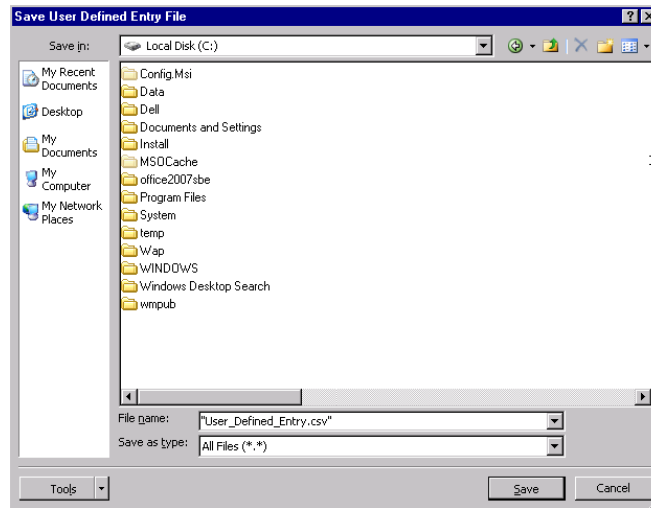 Save User Defined Entry File
Save in:
Local Disk (C:)
My Recent
Documents
Desktop
My
Documents
My
Computer
My Network
Places
Config.Msi
Data
Dell
Documents and Settings
Install
MSOCache
office2007sbe
Program Files
System
temp
Wap
WINDOWS
Windows Desktop Search
wmpub
File name:
"User_Defined_Entry.csv"
Save as type:
All Files (*.*)
Tools
Save
Cancel